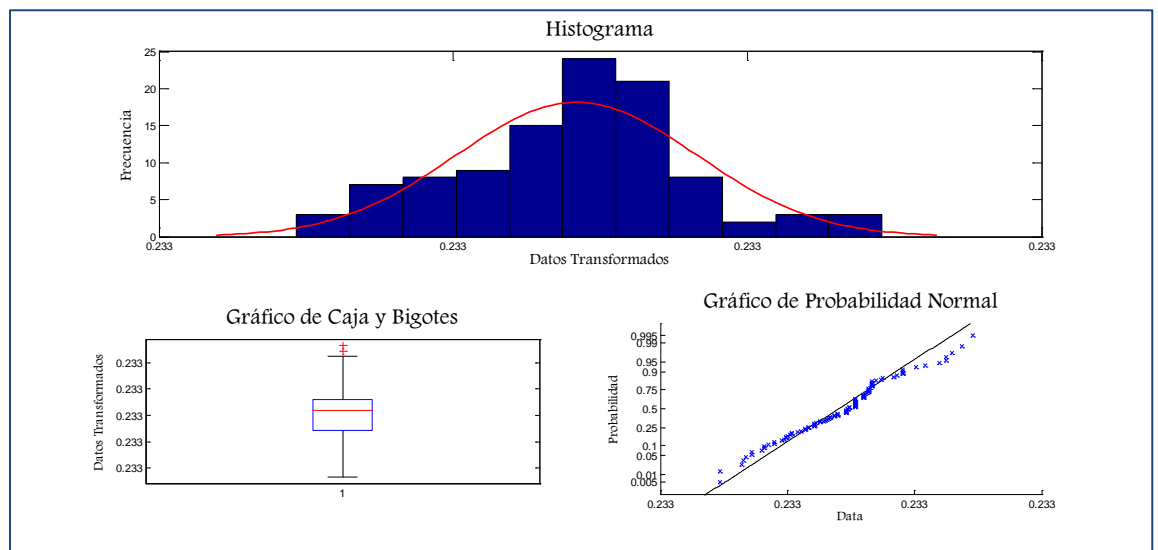 Histograma
Frecuencia
25
20
15
10
5
0
0.233 0.233 0.233 0.233
Datos Transformados
Gráfico de Caja y Bigotes
Datos Transformados
0.233
0.233
0.233
0.233
0.233
1
Gráfico de Probabilidad Normal
Probabilidad
0.995
0.99
0.95
0.9
0.75
0.5
0.25
0.1
0.05
0.01
0.005
0.233 0.233 0.233 0.233
Data